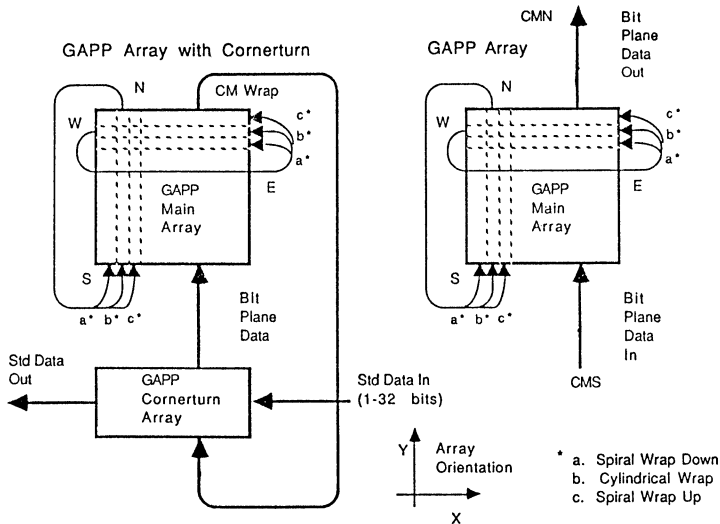 GAPP Array with Cornerturn
N
CM Wrap
W
c*
b*
a*
E
GAPP
Main
Array
S
a* b* c*
Bit
Plane
Data
Std Data
Out
GAPP
Cornerturn
Array
Std Data In
(1-32 bits)
CMN
Bit
Plane
Data
Out
GAPP Array
N
W
c*
b*
a*
E
GAPP
Main
Array
S
a* b* c*
Bit
Plane
Data
In
CMS
Y
Array
Orientation
X
* a. Spiral Wrap Down
b. Cylindrical Wrap
c. Spiral Wrap Up